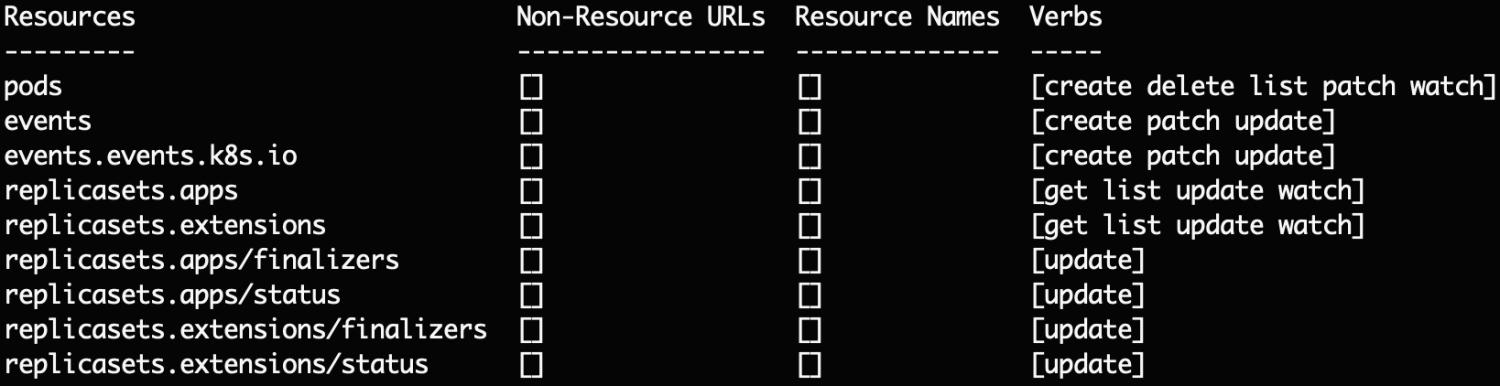 Resources Non-Resource URLs Resource Names Verbs
--------- ----------------- -------------- -----
pods [] [] [create delete list patch watch]
events [] [] [create patch update]
events.events.k8s.io [] [] [create patch update]
replicasets.apps [] [] [get list update watch]
replicasets.extensions [] [] [get list update watch]
replicasets.apps/finalizers [] [] [update]
replicasets.apps/status [] [] [update]
replicasets.extensions/finalizers [] [] [update]
replicasets.extensions/status [] [] [update]